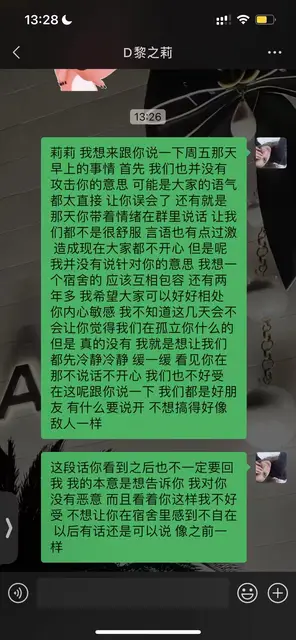 13:28
D黎之莉
13:26
莉莉 我想来跟你说一下周五那天
早上的事情 首先 我们也并没有
攻击你的意思 可能是大家的语气
都太直接 让你误会了 还有就是
那天你带着情绪在群里说话 让我
们都不是很舒服 言语也有点过激
造成现在大家都不开心 但是呢
我并没有说针对你的意思 我想一
个宿舍的 应该互相包容 还有两
年多 我希望大家可以好好相处
你内心敏感 我不知道这几天会不
会让你觉得我们在孤立你什么的
但是 真的没有 我就是想让我们
都先冷静冷静 缓一缓 看见你在
那不说话不开心 我们也不好受
在这呢跟你说一下 我们都是好朋
友 有什么要说开 不想搞得好像
敌人一样
这段话你看到之后也不一定要回
我 我的本意是想告诉你 我对你
没有恶意 而且看着你这样我不好
受 不想让你在宿舍里感到不自在
以后有话还是可以说 像之前一
样